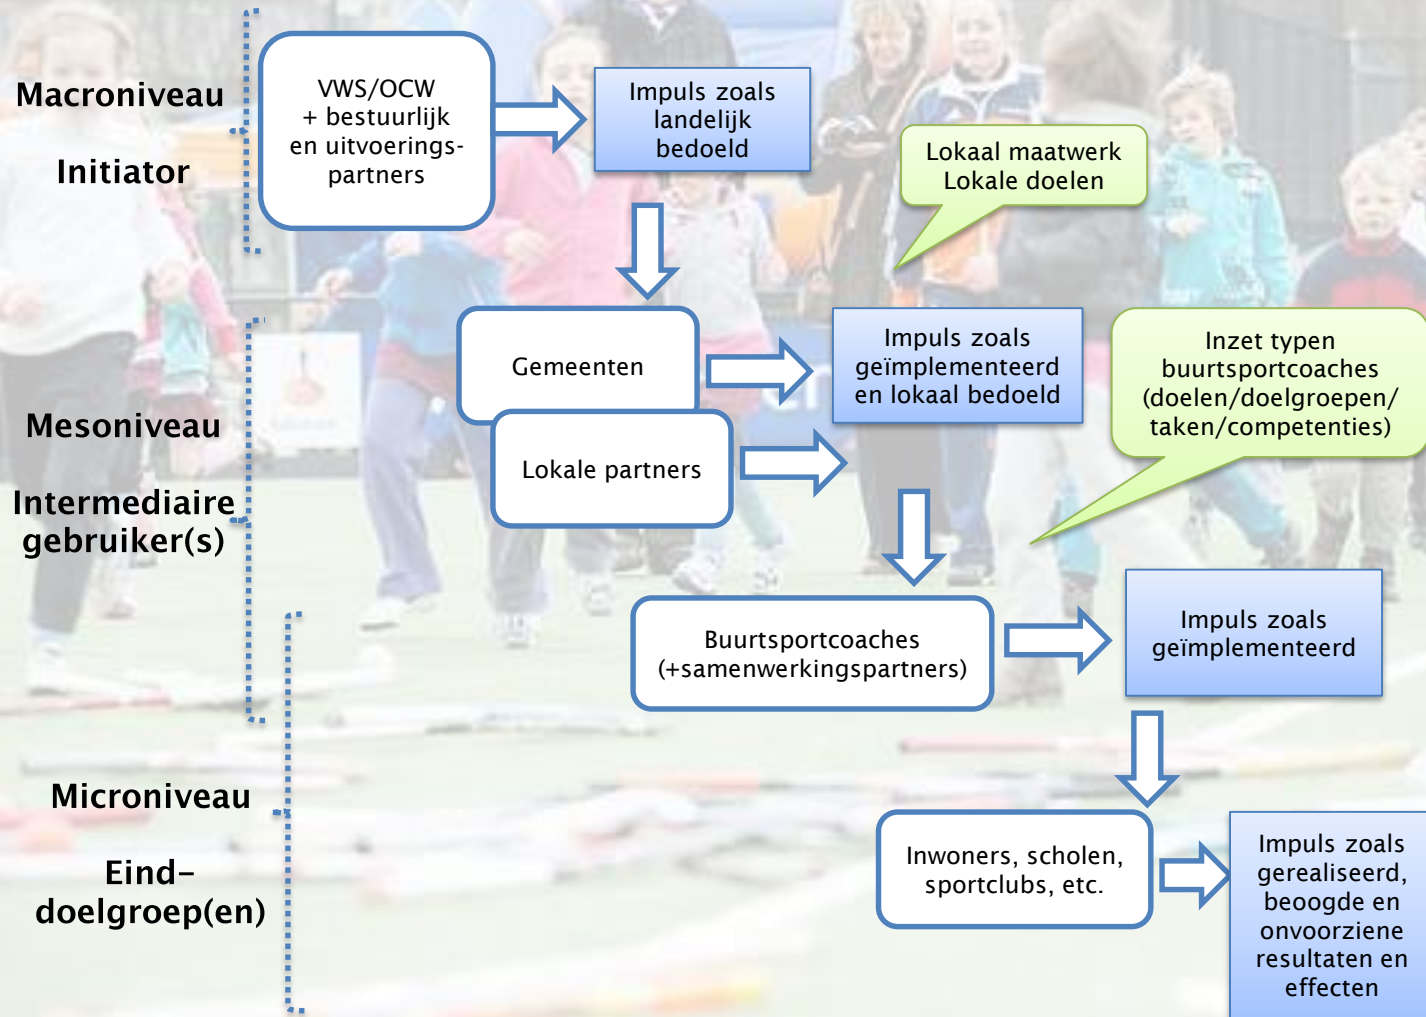 Macroniveau
Initiator
VWS/OCW
+ bestuurlijk
en uitvoerings-
partners
Impuls zoals
landelijk
bedoeld
Lokaal maatwerk
Lokale doelen
Mesoniveau
Intermediaire
gebruiker(s)
Gemeenten
Lokale partners
Impuls zoals
geïmplementeerd
en lokaal bedoeld
Inzet typen
buurtsportcoaches
(doelen/doelgroepen/
taken/competenties)
Buurtsportcoaches
(+samenwerkingspartners)
Impuls zoals
geïmplementeerd
Microniveau
Eind-
doelgroep(en)
Inwoners, scholen,
sportclubs, etc.
Impuls zoals
gerealiseerd,
beoogde en
onvoorziene
resultaten en
effecten